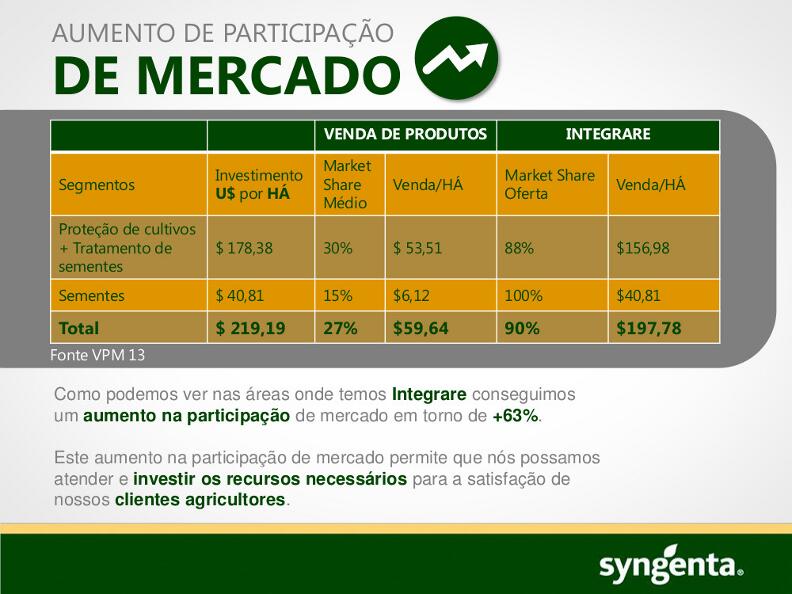 AUMENTO DE PARTICIPAÇÃO
DE MERCADO
VENDA DE PRODUTOS
INTEGRARE
Segmentos
Investimento
U$ por HÁ
Market
Share
Médio
Venda/HÁ
Market Share
Oferta
Venda/HÁ
Proteção de cultivos
+ Tratamento de
sementes
$ 178,38
30%
$ 53,51
88%
$156,98
Sementes
$ 40,81
15%
$6,12
100%
$40,81
Total
$ 219,19
27%
$59,64
90%
$197,78
Fonte VPM 13
Como podemos ver nas áreas onde temos Integrare conseguimos
um aumento na participação de mercado em torno de +63%.
Este aumento na participação de mercado permite que nós possamos
atender e investir os recursos necessários para a satisfação de
nossos clientes agricultores.
syngenta®